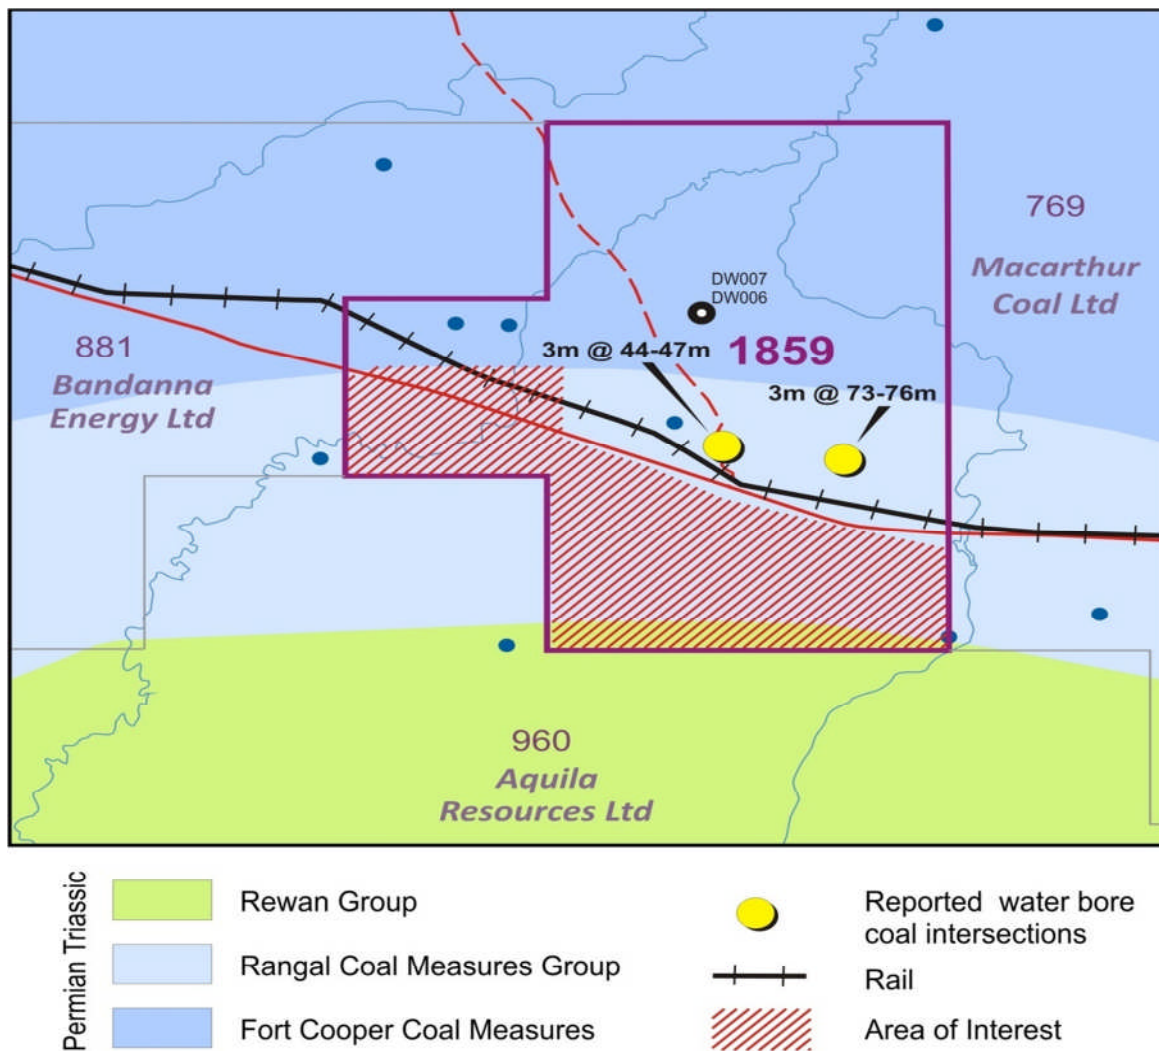 769
Macarthur
Coal Ltd
DW007
DW006
881
Bandanna
Energy Ltd
3m @ 44-47m
1859
3m @ 73-76m
960
Aquila
Resources Ltd
Permian Triassic
Rewan Group
Rangal Coal Measures Group
Fort Cooper Coal Measures
Reported water bore
coal intersections
Rail
Area of Interest